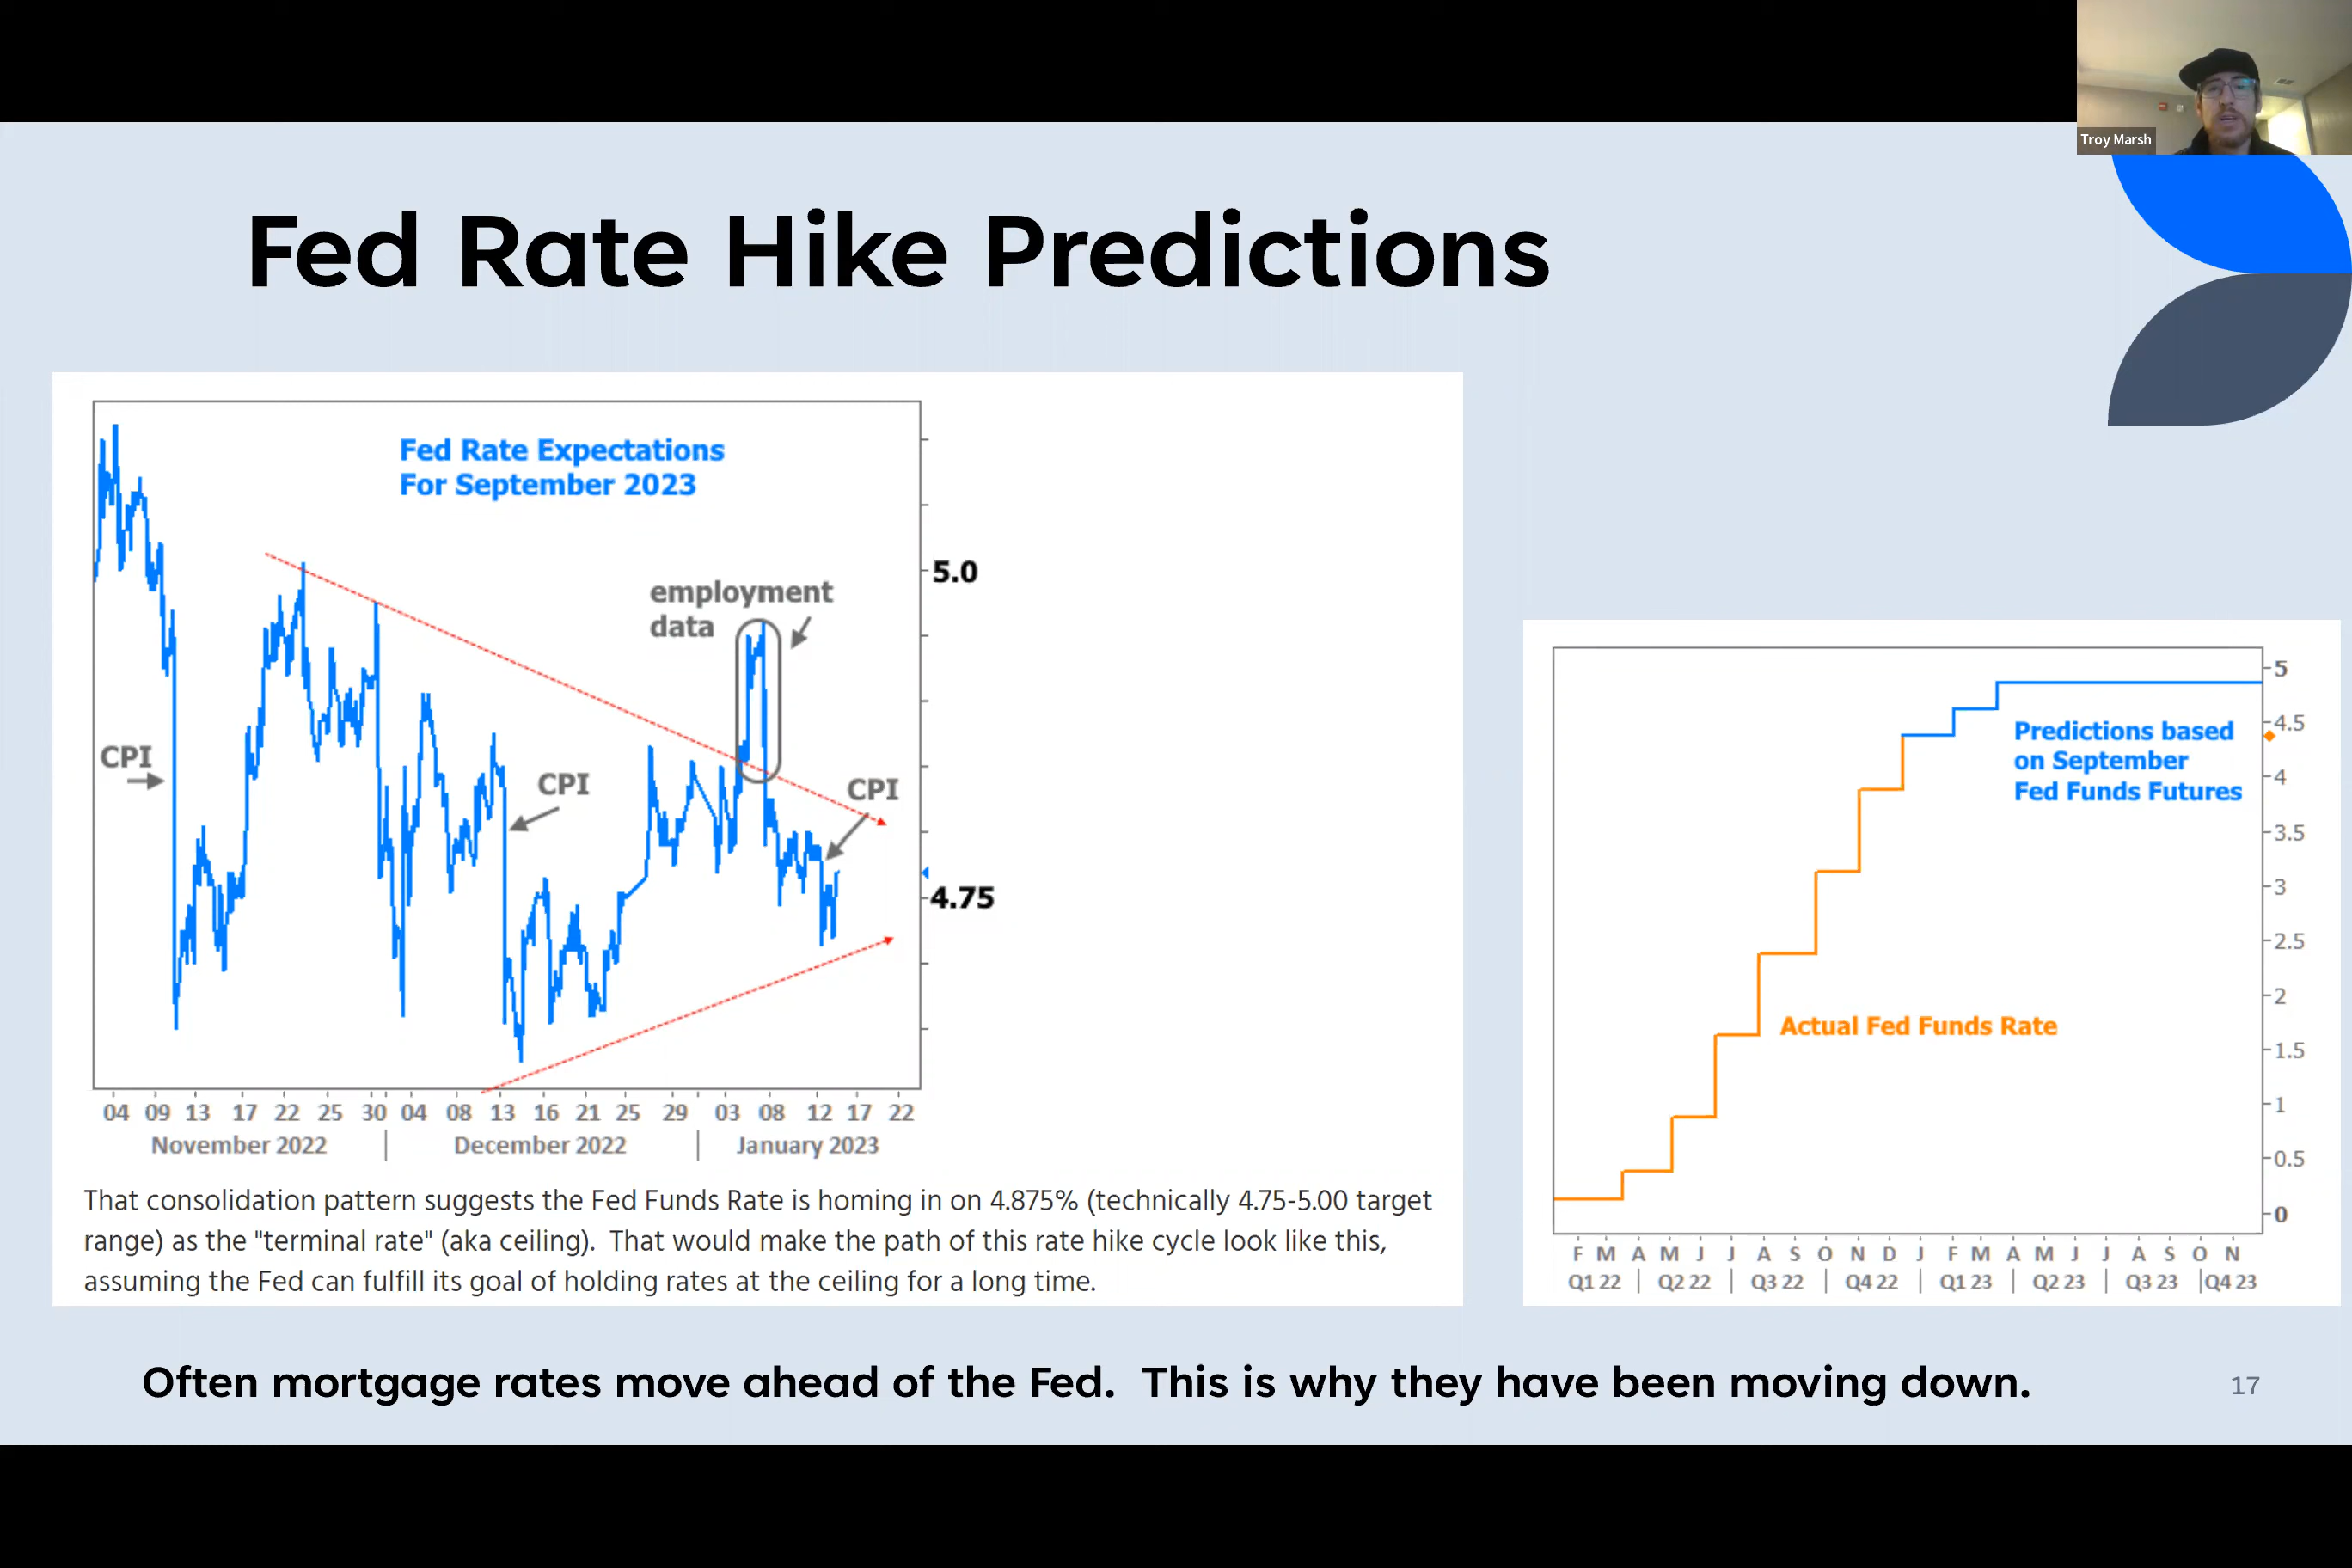 Troy Marsh
Fed Rate Hike Predictions
Fed Rate Expectations
For September 2023
5.0
employment
data
CPI
CPI
CPI
4.75
04 09 13 17 22 25 30 04 08 13 16 21 25 29 03 08 12 17 22
November 2022 | December 2022 | January 2023
That consolidation pattern suggests the Fed Funds Rate is homing in on 4.875% (technically 4.75-5.00 target
range) as the "terminal rate" (aka ceiling).  That would make the path of this rate hike cycle look like this,
assuming the Fed can fulfill its goal of holding rates at the ceiling for a long time.
5
4.5
Predictions based
on September
Fed Funds Futures
4
3.5
3
2.5
2
Actual Fed Funds Rate
1.5
1
0.5
0
F M A M J J A S O N D J F M A M J J A S O N
Q1 22 | Q2 22 | Q3 22 | Q4 22 | Q1 23 | Q2 23 | Q3 23 | Q4 23
Often mortgage rates move ahead of the Fed.  This is why they have been moving down.
17